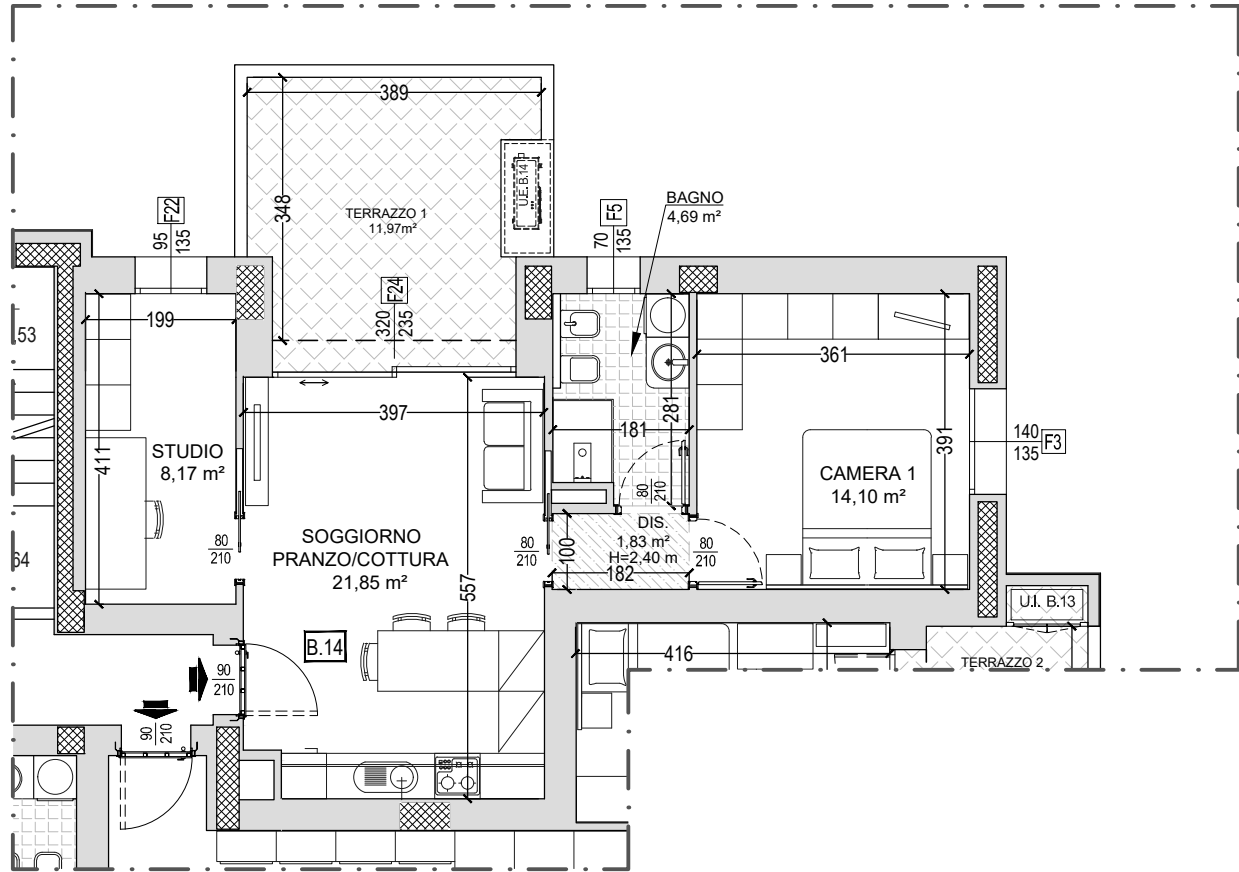 389
348
U.E. B.14
TERRAZZO 1
11,97m²
F22
95
135
F5
70
135
BAGNO
4,69 m²
F24
320
235
199
,53
411
STUDIO
8,17 m²
397
181
281
361
391
CAMERA 1
14,10 m²
140
135
F3
80
210
80
210
SOGGIORNO
PRANZO/COTTURA
21,85 m²
557
80
210
100
DIS.
1,83 m²
H=2,40 m
182
80
210
64
U.I. B.13
B.14
416
TERRAZZO 2
90
210
90
210